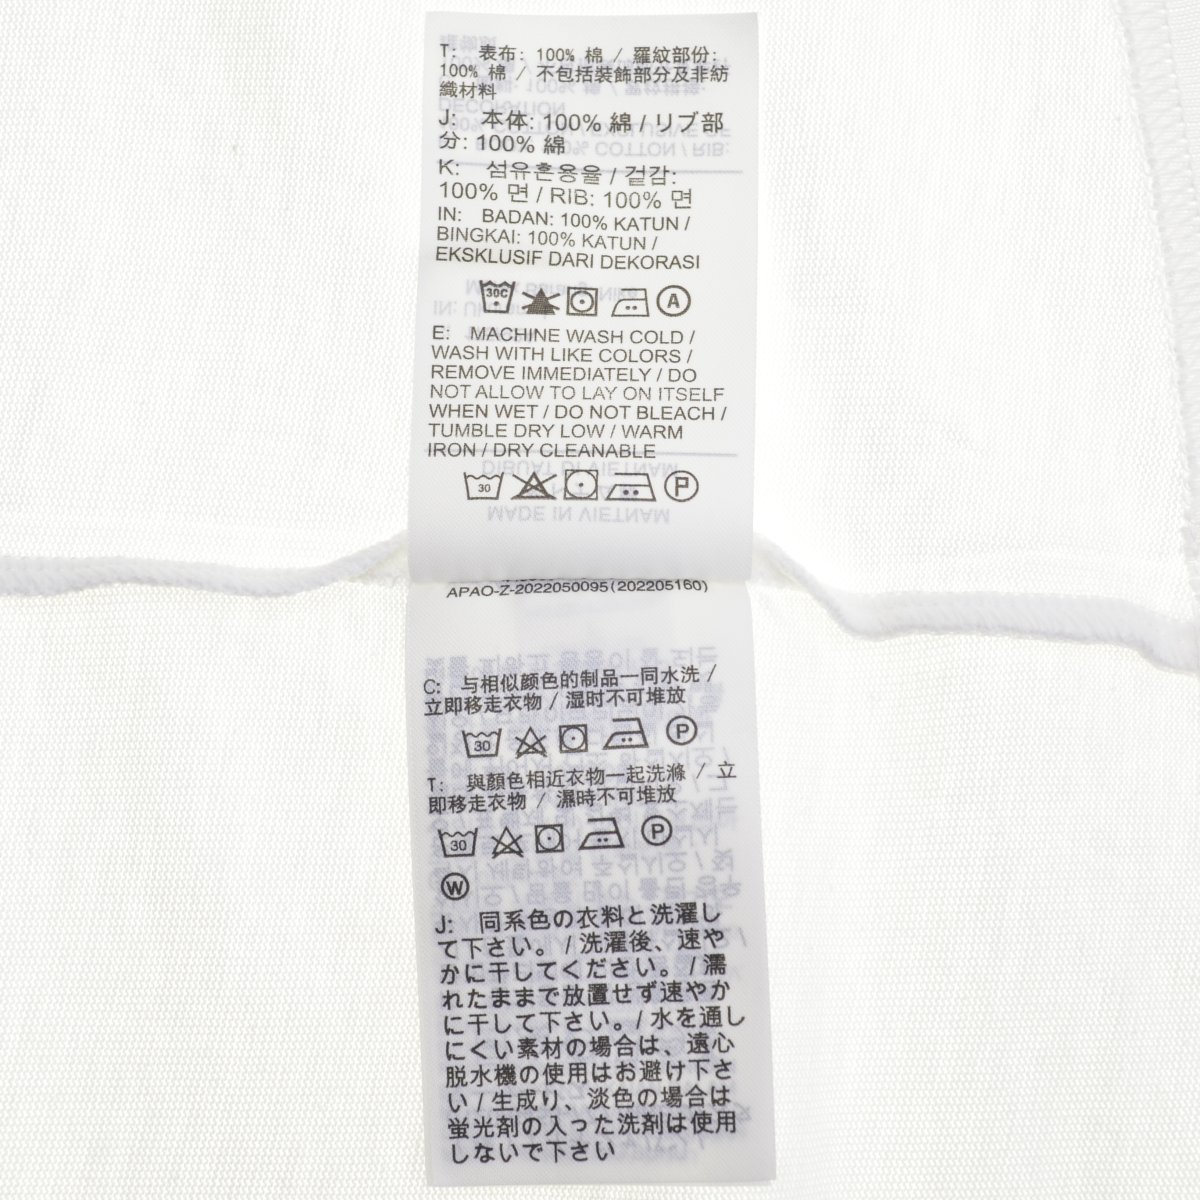 T: 表布: 100% 棉 / 羅紋部份:
100% 棉 / 不包括裝飾部分及非紡
織材料
J: 本体: 100% 綿 / リブ部
分: 100% 綿
K: 섬유혼용율 / 겉감:
100% 면 / RIB: 100% 면
IN: BADAN: 100% KATUN /
BINGKAI: 100% KATUN /
EKSKLUSIF DARI DEKORASI
30C A
E: MACHINE WASH COLD /
WASH WITH LIKE COLORS /
REMOVE IMMEDIATELY / DO
NOT ALLOW TO LAY ON ITSELF
WHEN WET / DO NOT BLEACH /
TUMBLE DRY LOW / WARM
IRON / DRY CLEANABLE
30 P
MADE IN VIETNAM
APAO-Z-2022050095(202205160)
C: 与相似颜色的制品一同水洗 /
立即移走衣物 / 湿时不可堆放
30 P
T: 與顏色相近衣物一起洗滌 / 立
即移走衣物 / 濕時不可堆放
30 P
W
J: 同系色の衣料と洗濯し
て下さい。/ 洗濯後、速や
かに干してください。/ 濡
れたままで放置せず速やか
に干して下さい。/ 水を通し
にくい素材の場合は、遠心
脱水機の使用はお避け下さ
い / 生成り、淡色の場合は
蛍光剤の入った洗剤は使用
しないで下さい